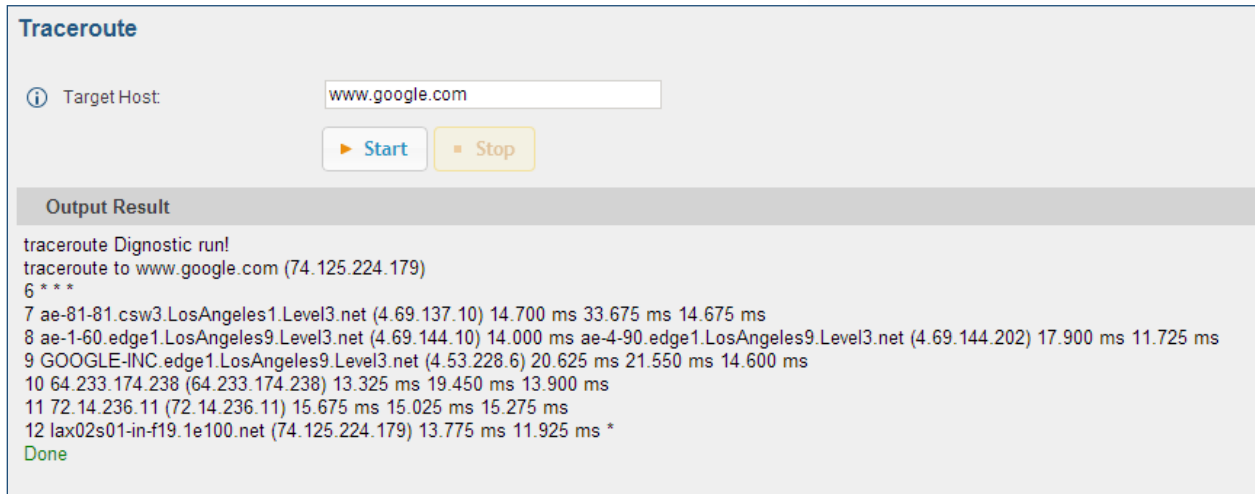 Traceroute
Target Host:
www.google.com
Start
Stop
Output Result
traceroute Dignostic run!
traceroute to www.google.com (74.125.224.179)
6 * * *
7 ae-81-81.csw3.LosAngeles1.Level3.net (4.69.137.10) 14.700 ms 33.675 ms 14.675 ms
8 ae-1-60.edge1.LosAngeles9.Level3.net (4.69.144.10) 14.000 ms ae-4-90.edge1.LosAngeles9.Level3.net (4.69.144.202) 17.900 ms 11.725 ms
9 GOOGLE-INC.edge1.LosAngeles9.Level3.net (4.53.228.6) 20.625 ms 21.550 ms 14.600 ms
10 64.233.174.238 (64.233.174.238) 13.325 ms 19.450 ms 13.900 ms
11 72.14.236.11 (72.14.236.11) 15.675 ms 15.025 ms 15.275 ms
12 lax02s01-in-f19.1e100.net (74.125.224.179) 13.775 ms 11.925 ms *
Done